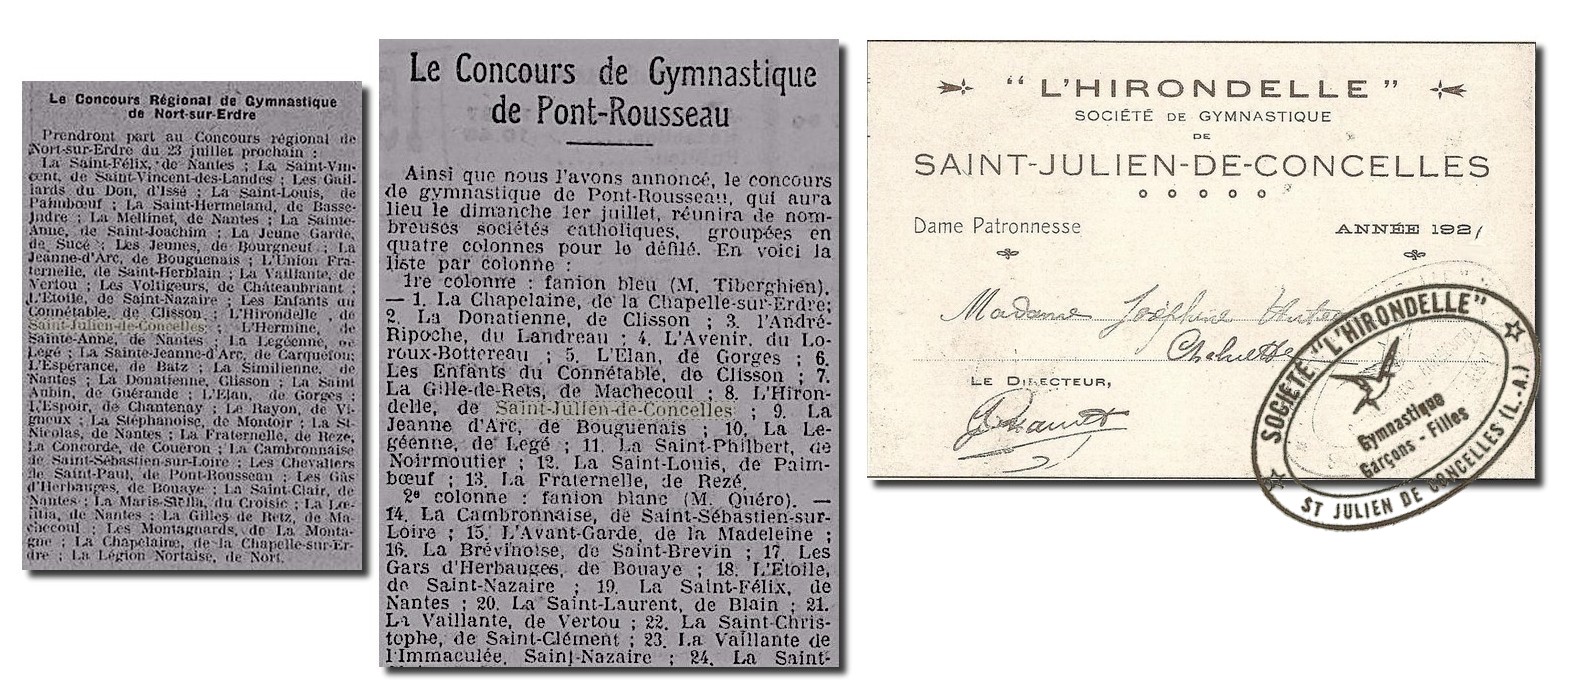 Le Concours Régional de Gymnastique
de Nort-sur-Erdre
Prendront part au Concours régional de
Nort-sur-Erdre du 23 juillet prochain :
La Saint-Félix, de Nantes ; La Saint-Vin-
cent, de Saint-Vincent-des-Landes ; Les Gail-
lards du Don, d'Issé ; La Saint-Louis, de
Paimbœuf ; La Saint-Hermeland, de Basse-
Indre ; La Mellinet, de Nantes ; La Sainte-
Anne, de Saint-Joachim ; La Jeune Garde,
de Sucé ; Les Jeunes, de Bourgneuf ; La
Jeanne-d'Arc, de Bouguenais ; L'Union Fra-
ternelle, de Saint-Herblain ; La Vaillante, de
Vertou ; Les Voltigeurs, de Châteaubriant ;
L'Etoile, de Saint-Nazaire ; Les Enfants du
Connétable, de Clisson ; L'Hirondelle, de
Saint-Julien-de-Concelles ; L'Hermine, de
Sainte-Anne, de Nantes ; La Legéenne, de
Legé ; La Sainte-Jeanne-d'Arc, de Carquefou;
L'Espérance, de Batz ; La Similienne, de
Nantes ; La Donatienne, Clisson ; La Saint
Aubin, de Guérande ; L'Elan, de Gorges ;
L'Espoir, de Chantenay ; Le Rayon, de Vi-
gneux ; La Stéphanoise, de Montoir ; La St-
Nicolas, de Nantes ; La Fraternelle, de Rezé,
La Concorde, de Couëron ; La Cambronnaise
de Saint-Sébastien-sur-Loire ; Les Chevaliers
de Saint-Paul, de Pont-Rousseau ; Les Gâs
d'Herbauges, de Bouaye ; La Saint-Clair, de
Nantes ; La Maris-Stella, du Croisic ; La Læ-
titia, de Nantes ; La Gilles de Retz, de Ma-
checoul ; Les Montagnards, de La Monta-
gne ; La Chapelaine, de la Chapelle-sur-Er-
dre ; La Légion Nortaise, de Nort.
Le Concours de Gymnastique
de Pont-Rousseau
Ainsi que nous l'avons annoncé, le concours
de gymnastique de Pont-Rousseau, qui aura
lieu le dimanche 1er juillet, réunira de nom-
breuses sociétés catholiques, groupées en
quatre colonnes pour le défilé. En voici la
liste par colonne :
1re colonne : fanion bleu (M. Tiberghien).
— 1. La Chapelaine, de la Chapelle-sur-Erdre;
2. La Donatienne, de Clisson ; 3. l'André-
Ripoche, du Landreau ; 4. L'Avenir, du Lo-
roux-Bottereau ; 5. L'Elan, de Gorges ; 6.
Les Enfants du Connétable, de Clisson ; 7.
La Gille-de-Rets, de Machecoul ; 8. L'Hiron-
delle, de Saint-Julien-de-Concelles ; 9. La
Jeanne d'Arc, de Bouguenais ; 10, La Le-
géenne, de Legé ; 11. La Saint-Philbert, de
Noirmoutier ; 12. La Saint-Louis, de Paim-
bœuf ; 13. La Fraternelle, de Rezé.
2e colonne : fanion blanc (M. Quéro). —
14. La Cambronnaise, de Saint-Sébastien-sur-
Loire ; 15. L'Avant-Garde, de la Madeleine ;
16. La Brévinoise, de Saint-Brevin ; 17. Les
Gars d'Herbauges, de Bouaye ; 18. L'Etoile,
de Saint-Nazaire ; 19. La Saint-Félix, de
Nantes ; 20. La Saint-Laurent, de Blain ; 21.
La Vaillante, de Vertou ; 22. La Saint-Chris-
tophe, de Saint-Clément ; 23. La Vaillante de
l'Immaculée, Saint-Nazaire ; 24. La Saint-
" L'HIRONDELLE "
SOCIÉTÉ DE GYMNASTIQUE
DE
SAINT-JULIEN-DE-CONCELLES
Dame Patronnesse
ANNÉE 1921
Madame Joséphine
LE DIRECTEUR,
SOCIÉTÉ "L'HIRONDELLE"
Gymnastique
Garçons - Filles
ST JULIEN DE CONCELLES (L.-A.)